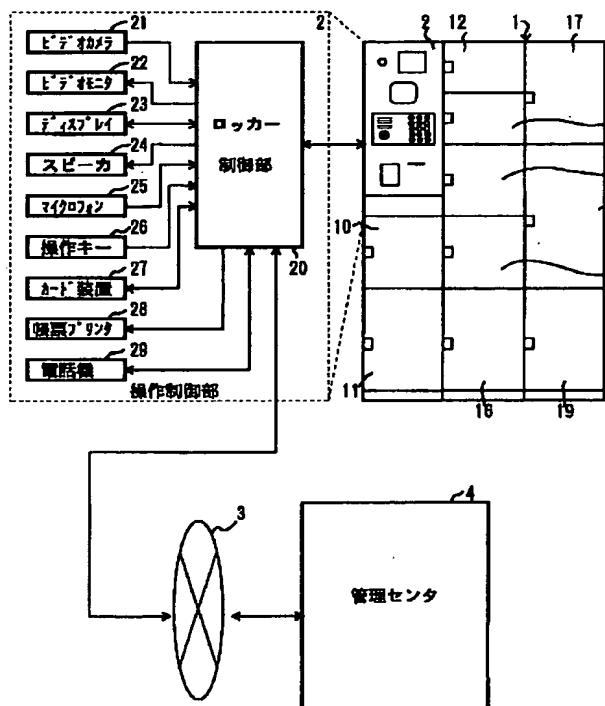 21
ビデオカメラ
22
ビデオモニタ
23
ディスプレイ
24
スピーカ
25
マイクロフォン
26
操作キー
27
カード装置
28
帳票プリンタ
29
電話機
ロッカー
制御部
20
2
操作制御部
2
12
1
17
10
11
18
19
3
4
管理センタ